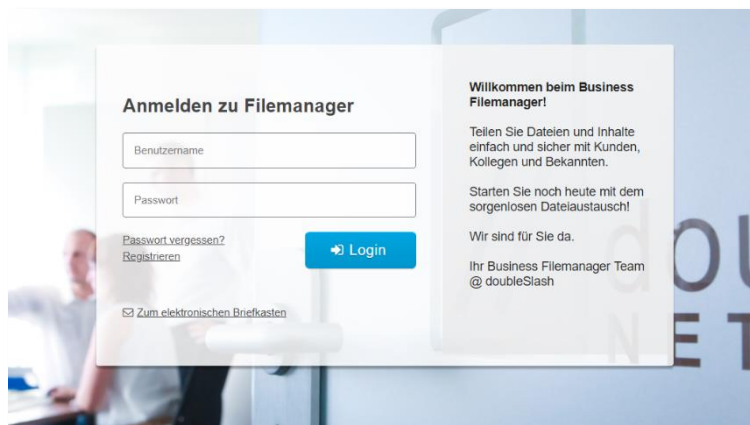 Anmelden zu Filemanager
Benutzername
Passwort
Passwort vergessen?
Registrieren
Login
Zum elektronischen Briefkasten
Willkommen beim Business
Filemanager!
Teilen Sie Dateien und Inhalte
einfach und sicher mit Kunden,
Kollegen und Bekannten.
Starten Sie noch heute mit dem
sorgenlosen Dateiaustausch!
Wir sind für Sie da.
Ihr Business Filemanager Team
@ doubleSlash
dou
NET